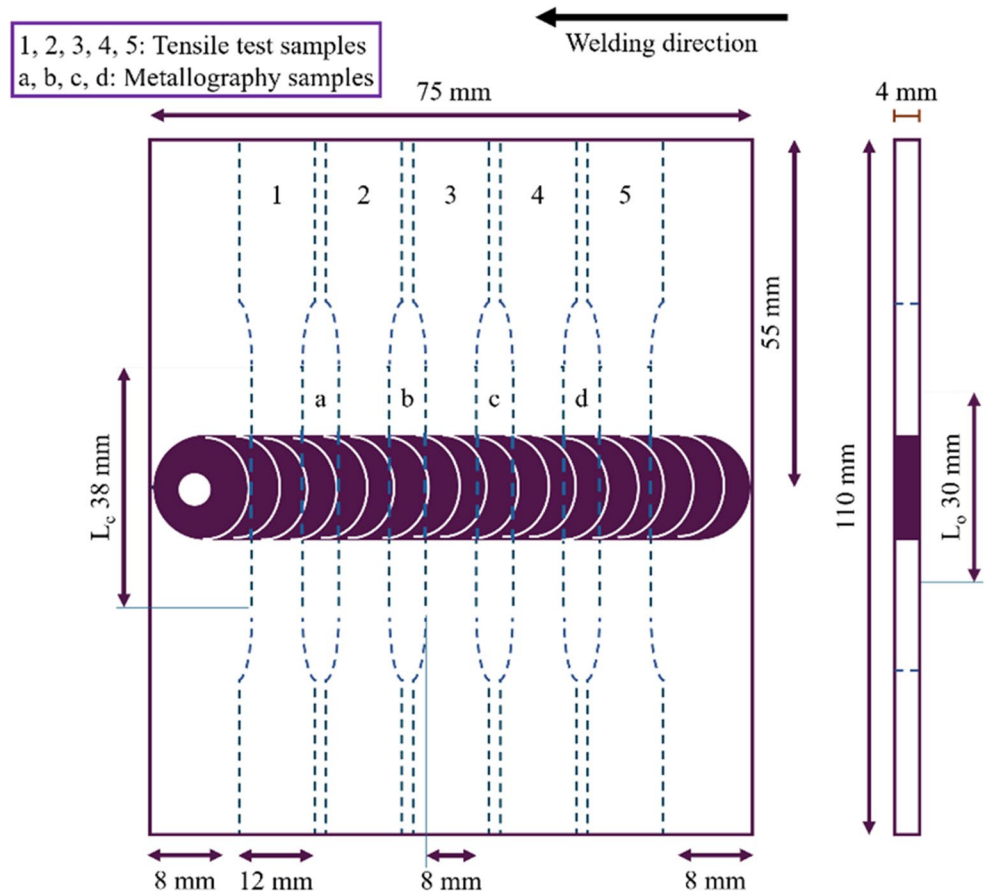 1, 2, 3, 4, 5: Tensile test samples
a, b, c, d: Metallography samples
Welding direction
75 mm
4 mm
1
2
3
4
5
55 mm
a
b
c
d
L꜀ 38 mm
110 mm
Lₒ 30 mm
8 mm
12 mm
8 mm
8 mm